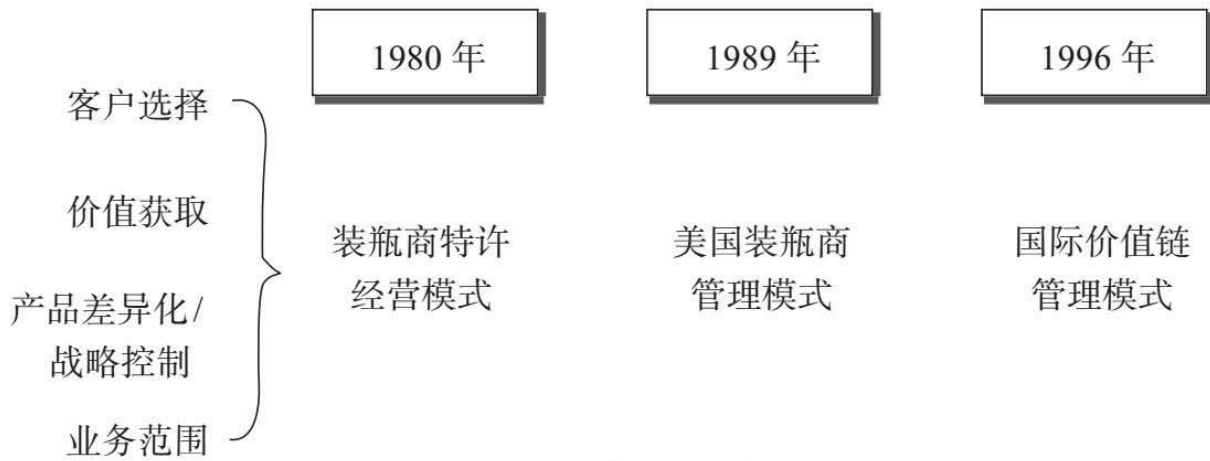 1980 年
1989 年
1996 年
客户选择
价值获取
产品差异化/
战略控制
业务范围
装瓶商特许
经营模式
美国装瓶商
管理模式
国际价值链
管理模式